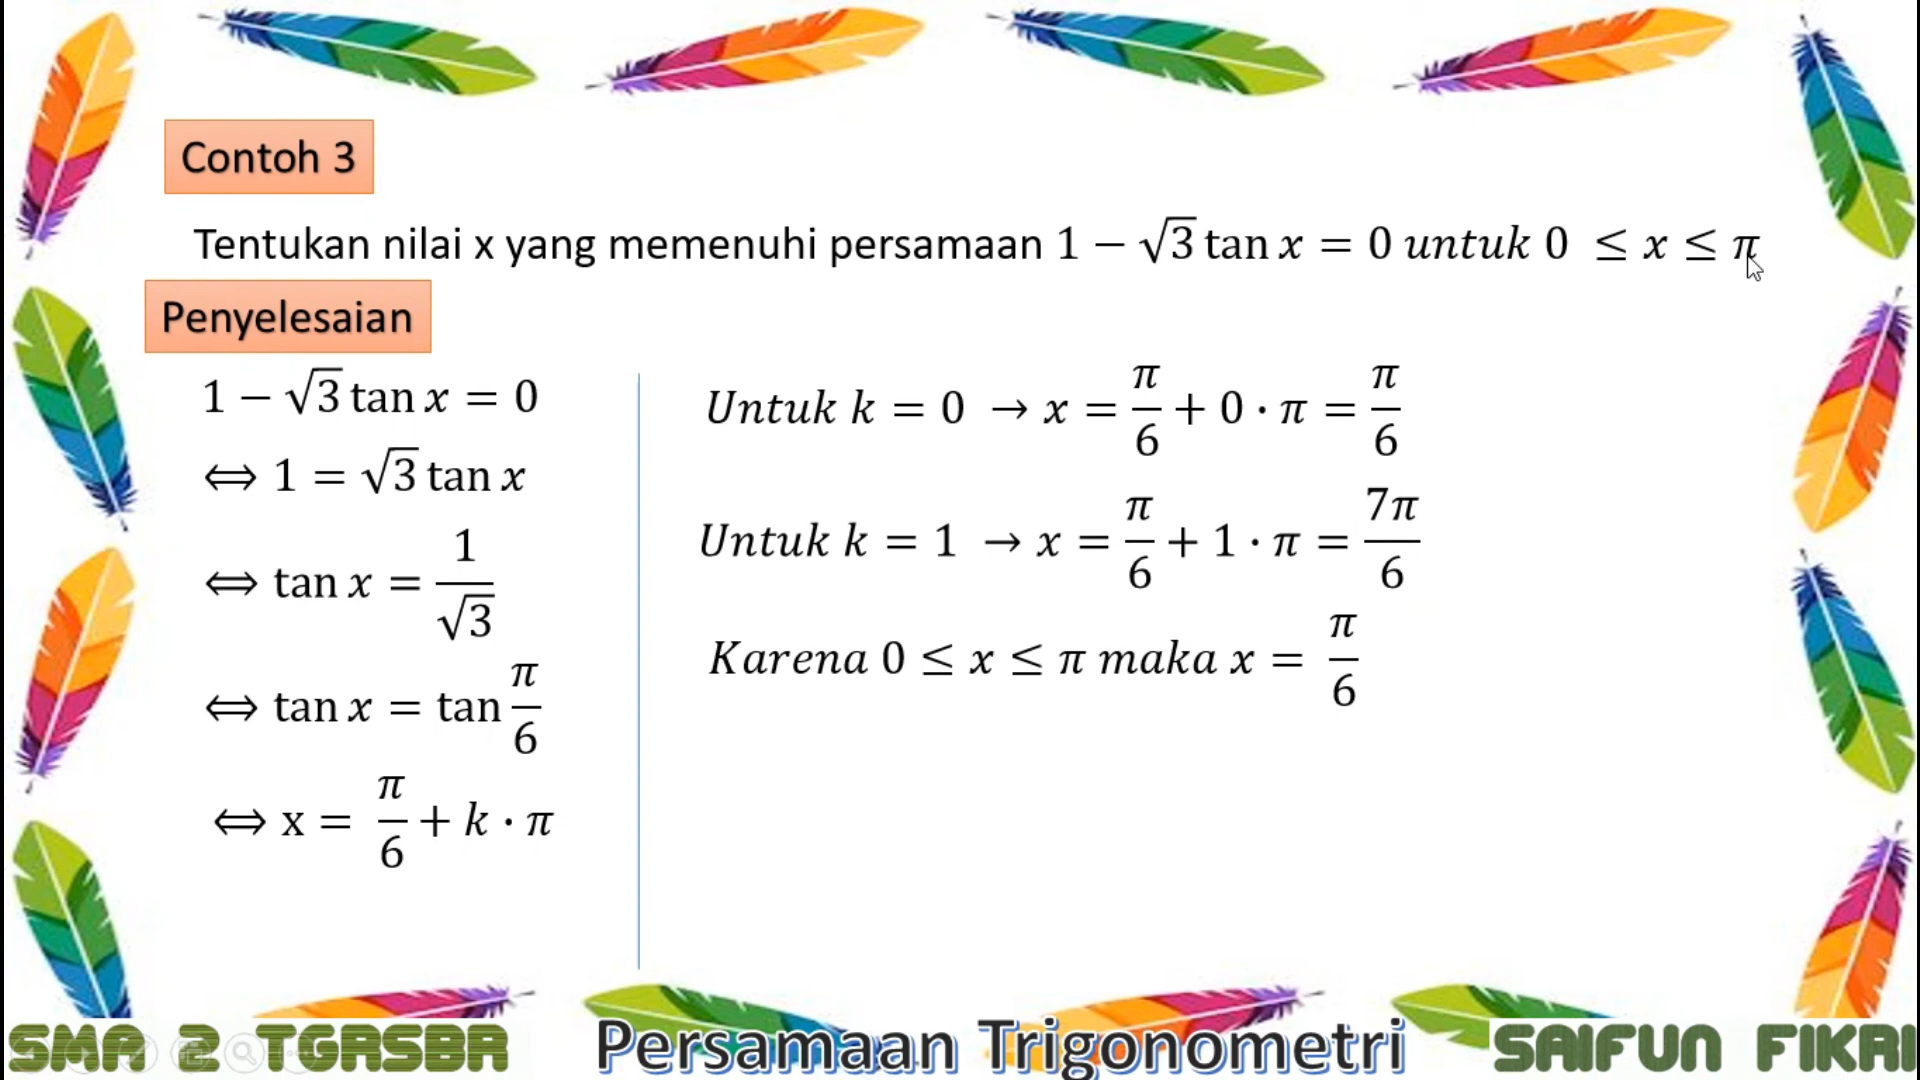 Contoh 3
Tentukan nilai x yang memenuhi persamaan 1 − √3 tan x = 0 untuk 0 ≤ x ≤ π
Penyelesaian
1 − √3 tan x = 0
⟺ 1 = √3 tan x
⟺ tan x = 1/√3
⟺ tan x = tan π/6
⟺ x = π/6 + k · π
Untuk k = 0 → x = π/6 + 0 · π = π/6
Untuk k = 1 → x = π/6 + 1 · π = 7π/6
Karena 0 ≤ x ≤ π maka x = π/6
SMA 2 TGRSBR
Persamaan Trigonometri
SAIFUN FIKRI